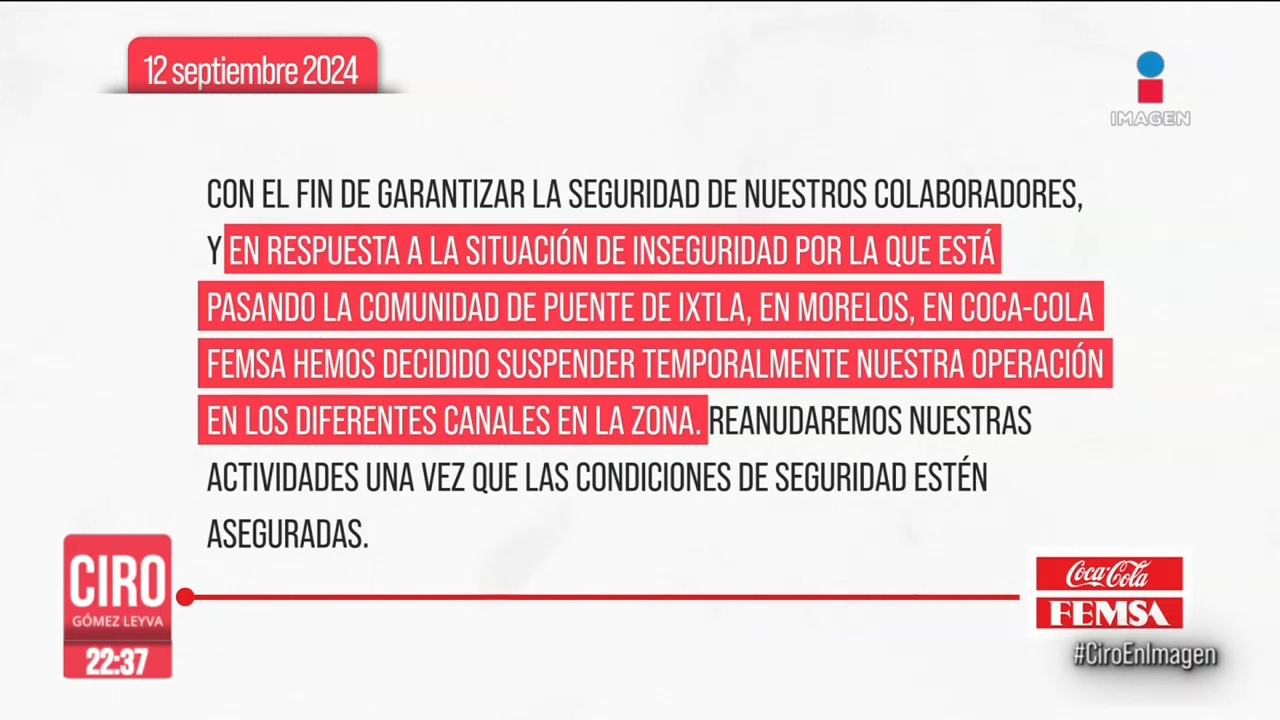 12 septiembre 2024
IMAGEN
CON EL FIN DE GARANTIZAR LA SEGURIDAD DE NUESTROS COLABORADORES,
Y EN RESPUESTA A LA SITUACIÓN DE INSEGURIDAD POR LA QUE ESTÁ
PASANDO LA COMUNIDAD DE PUENTE DE IXTLA, EN MORELOS, EN COCA-COLA
FEMSA HEMOS DECIDIDO SUSPENDER TEMPORALMENTE NUESTRA OPERACIÓN
EN LOS DIFERENTES CANALES EN LA ZONA. REANUDAREMOS NUESTRAS
ACTIVIDADES UNA VEZ QUE LAS CONDICIONES DE SEGURIDAD ESTÉN
ASEGURADAS.
CIRO
GÓMEZ LEYVA
22:37
Coca-Cola
FEMSA
#CiroEnImagen